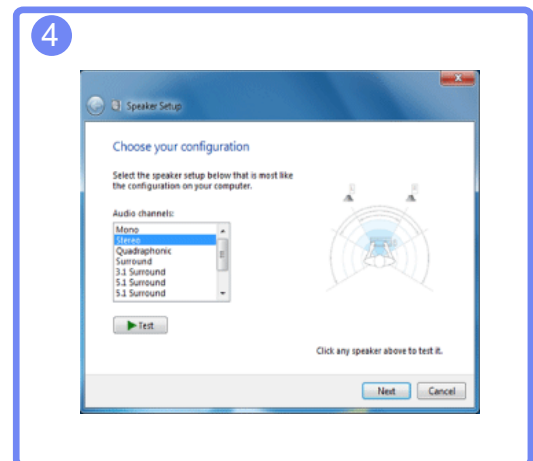 4
Speaker Setup
Choose your configuration
Select the speaker setup below that is most like
the configuration on your computer.
L R
Audio channels:
Mono
Stereo
Quadraphonic
Surround
3.1 Surround
5.1 Surround
5.1 Surround
Test
Click any speaker above to test it.
Next Cancel